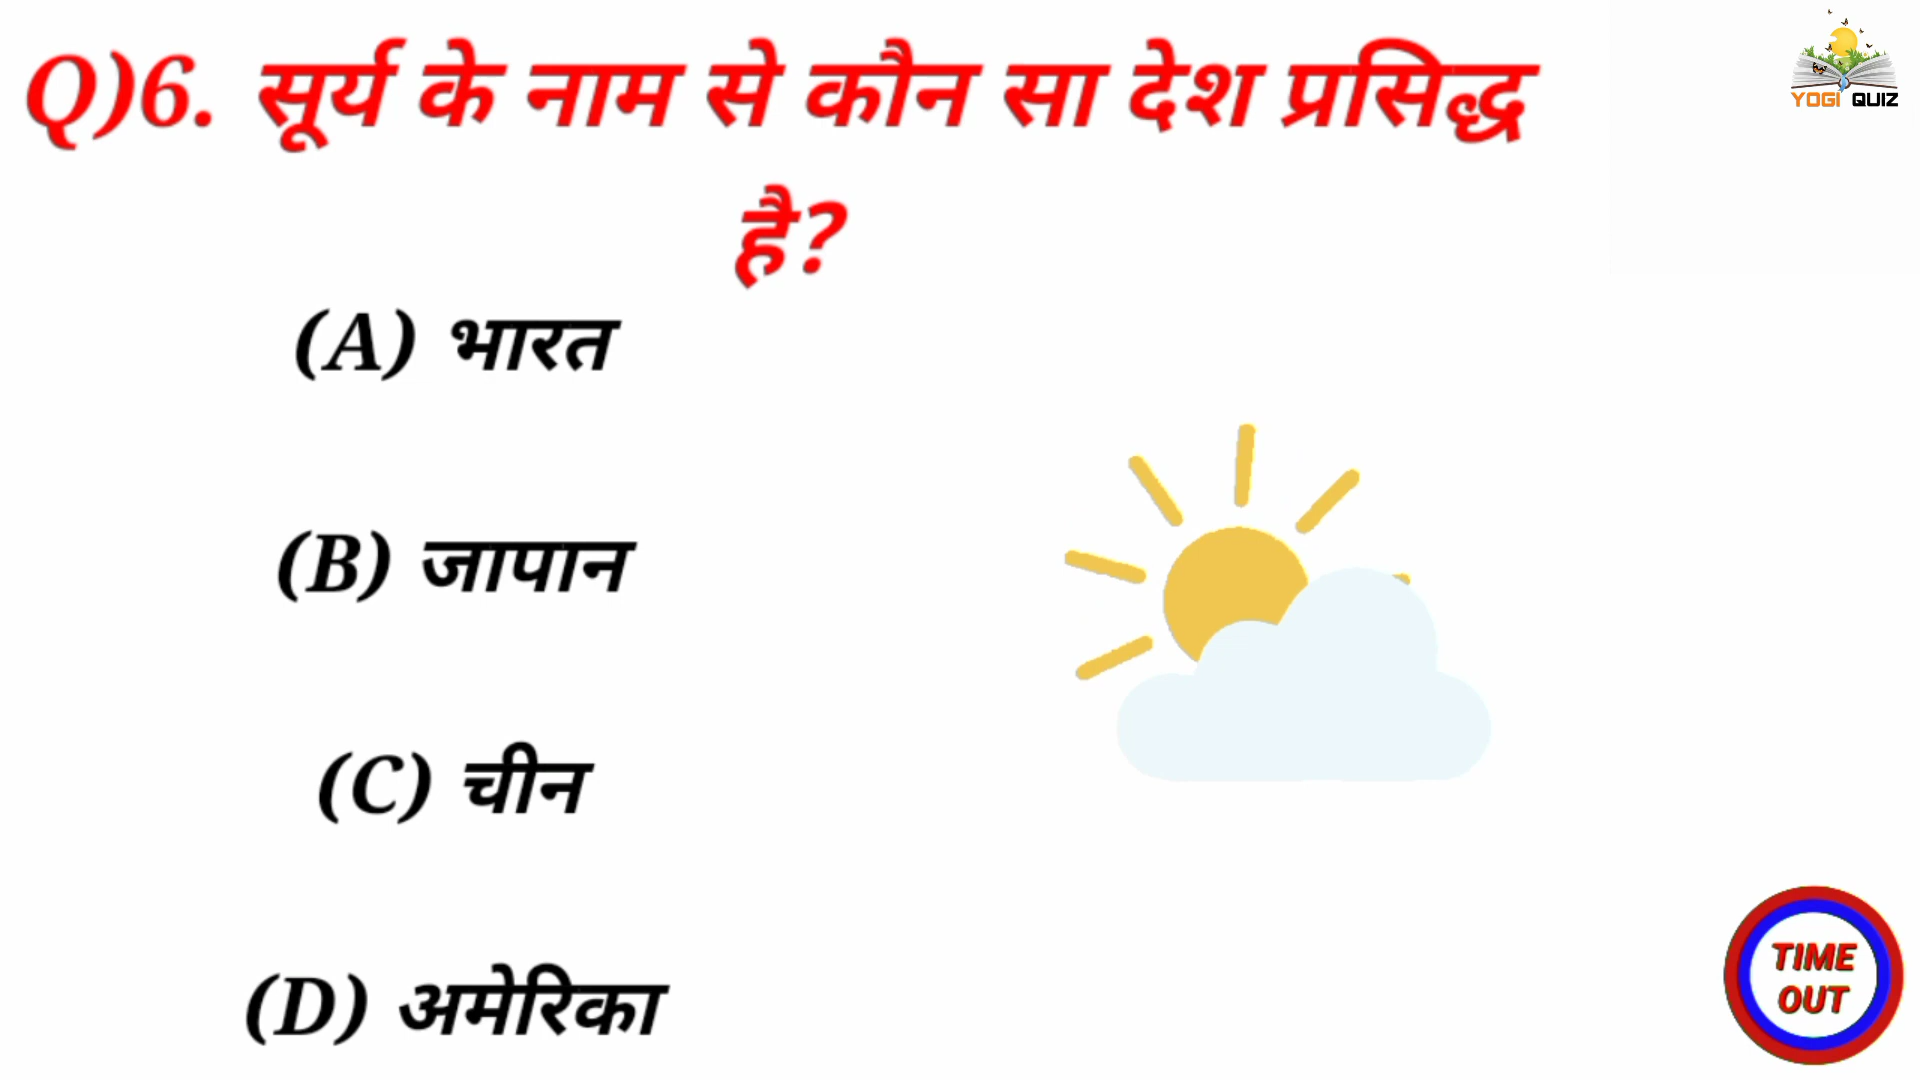 Q)6. सूर्य के नाम से कौन सा देश प्रसिद्ध
है?
YOGI QUIZ
(A) भारत
(B) जापान
(C) चीन
(D) अमेरिका
TIME
OUT